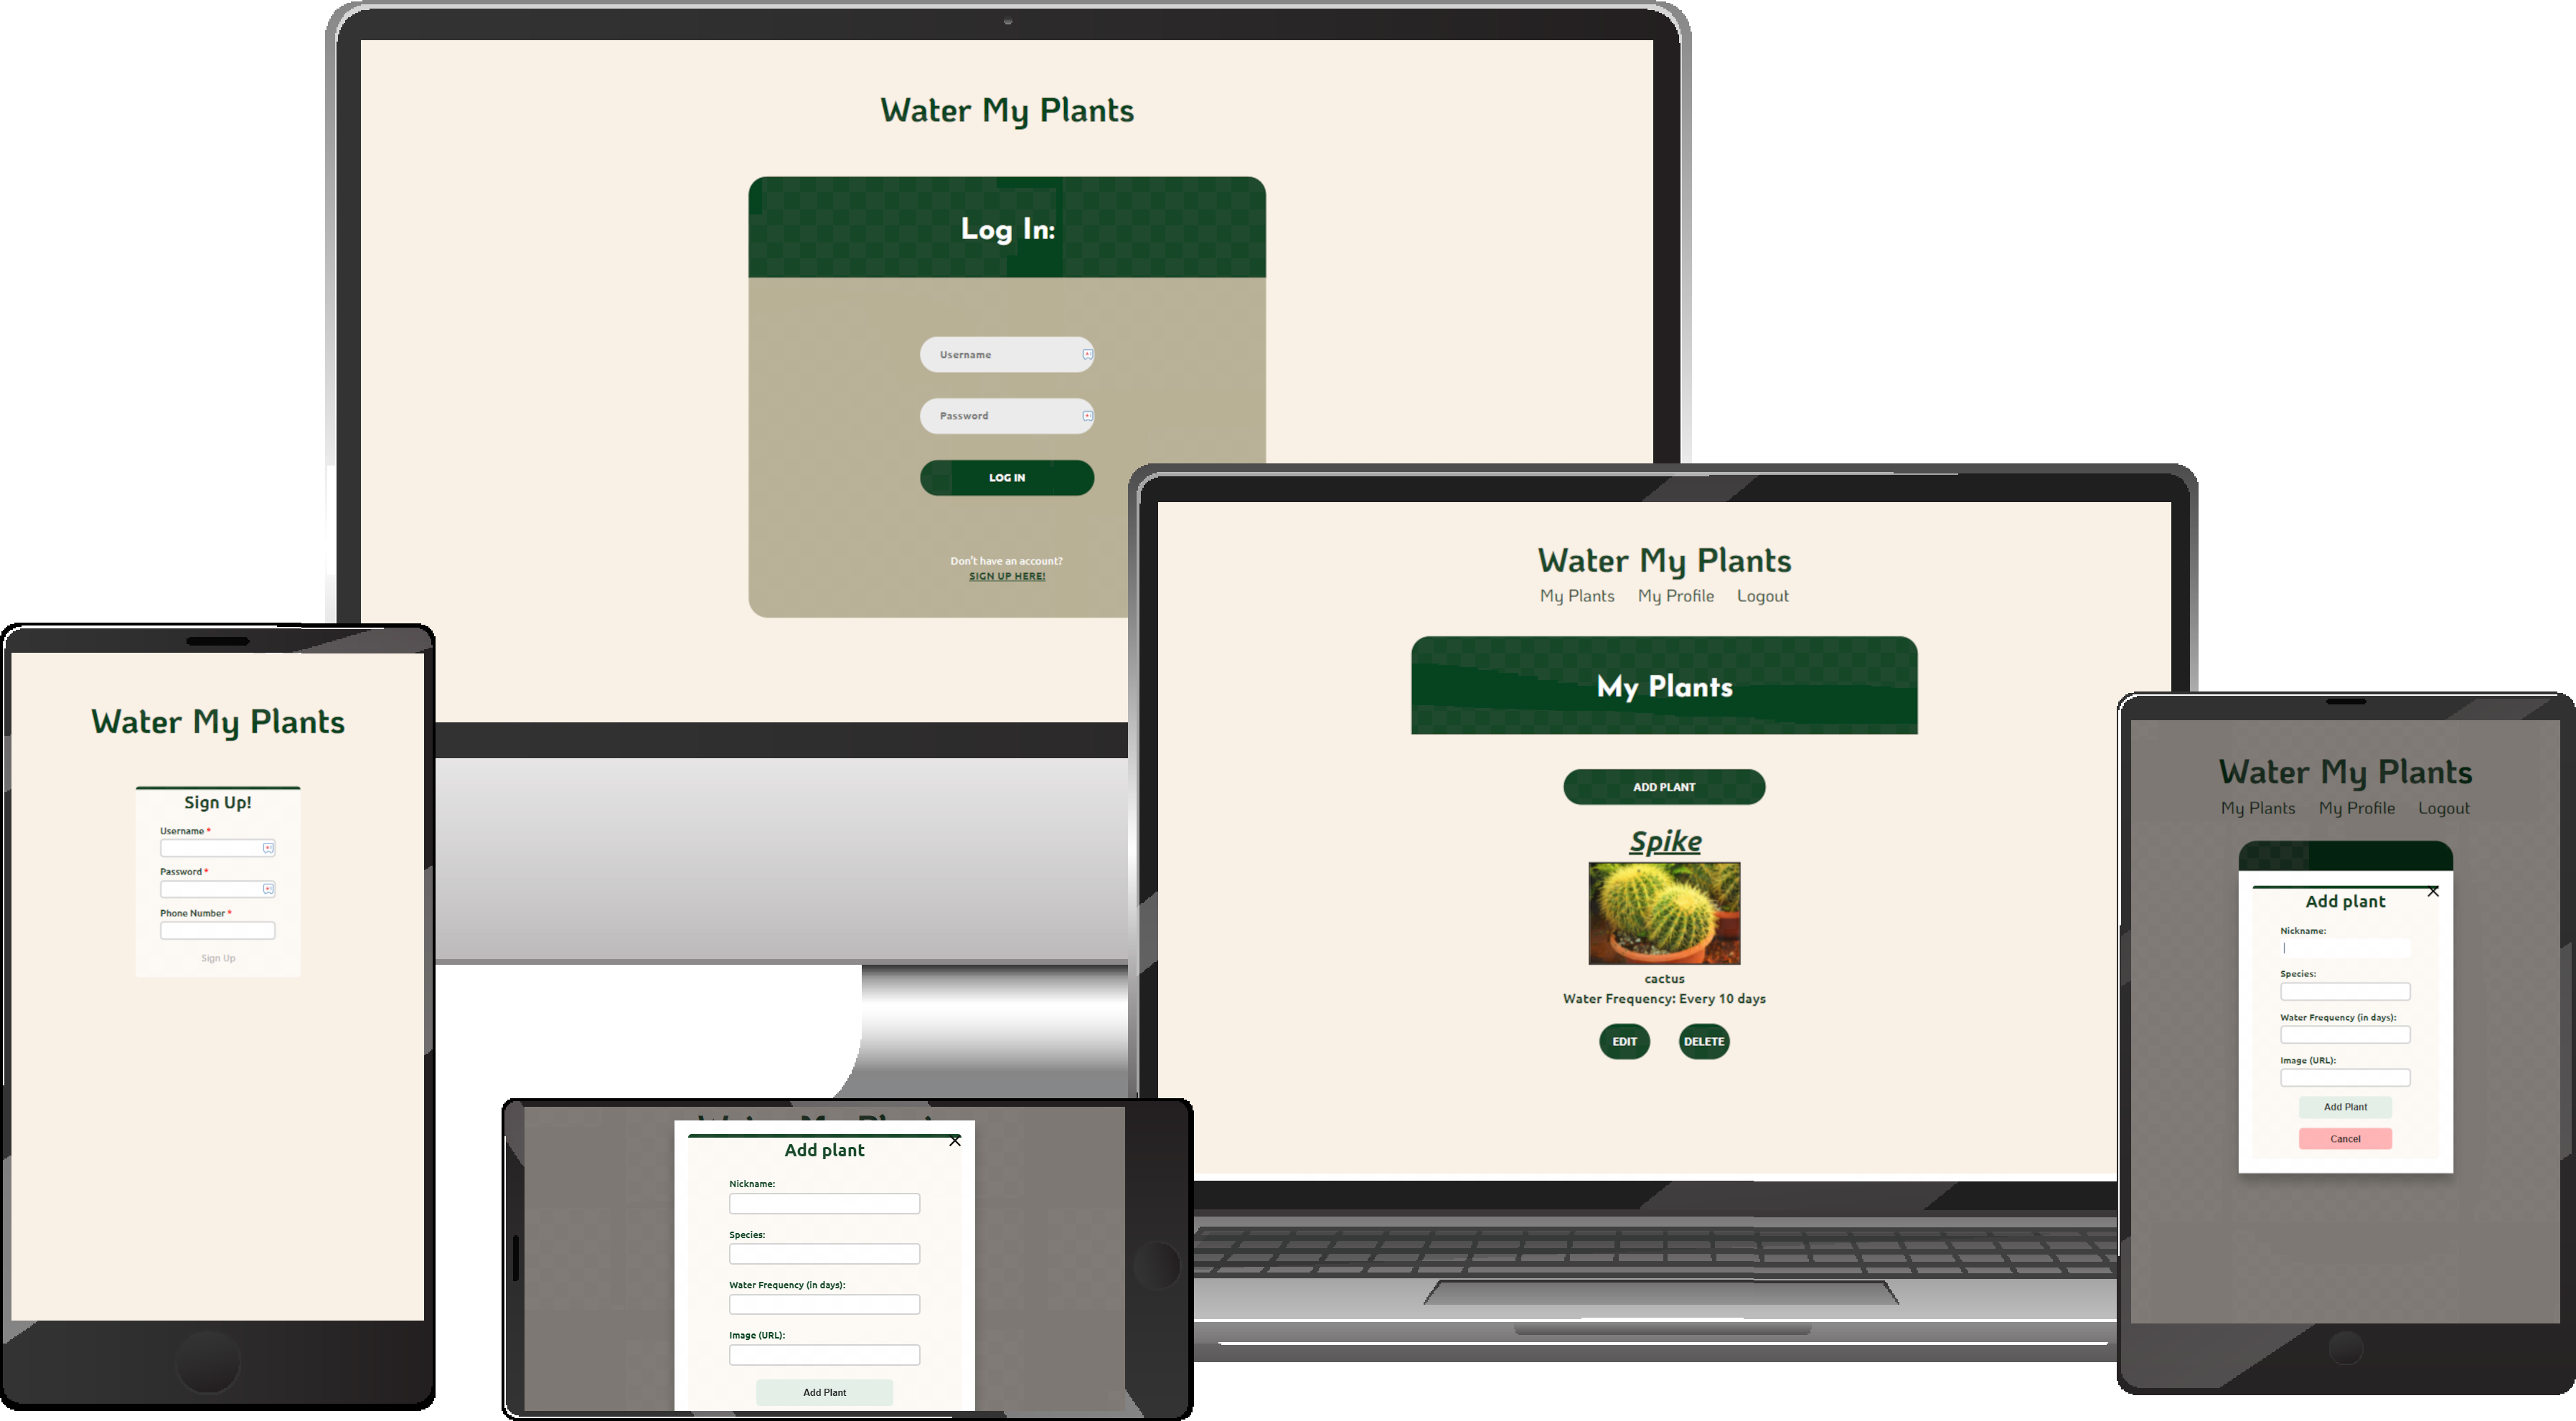 Water My Plants
Log In:
Username
Password
LOG IN
Don't have an account?
SIGN UP HERE!
Water My Plants
My Plants My Profile Logout
My Plants
ADD PLANT
Spike
cactus
Water Frequency: Every 10 days
EDIT DELETE
Water My Plants
Sign Up!
Username *
Password *
Phone Number *
Sign Up
Water My Plants
Add plant
Nickname:
Species:
Water Frequency (in days):
Image (URL):
Add Plant
Water My Plants
My Plants My Profile Logout
Add plant
Nickname:
Species:
Water Frequency (in days):
Image (URL):
Add Plant
Cancel